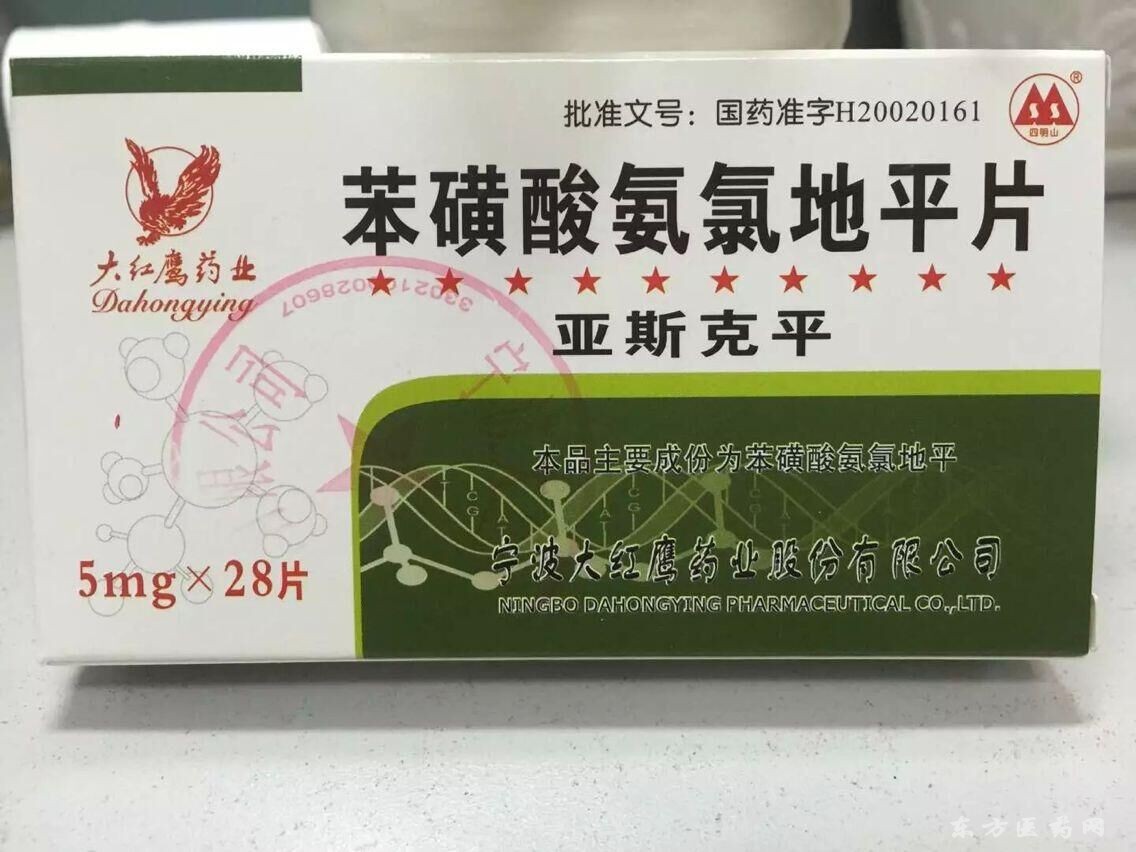 批准文号：国药准字H20020161
四明山
®
苯磺酸氨氯地平片
大红鹰药业
Dahongying
3302100028607
亚斯克平
公司
本品主要成份为苯磺酸氨氯地平
宁波大红鹰药业股份有限公司
NINGBO DAHONGYING PHARMACEUTICAL CO.,LTD.
5mg×28片
东方医药网